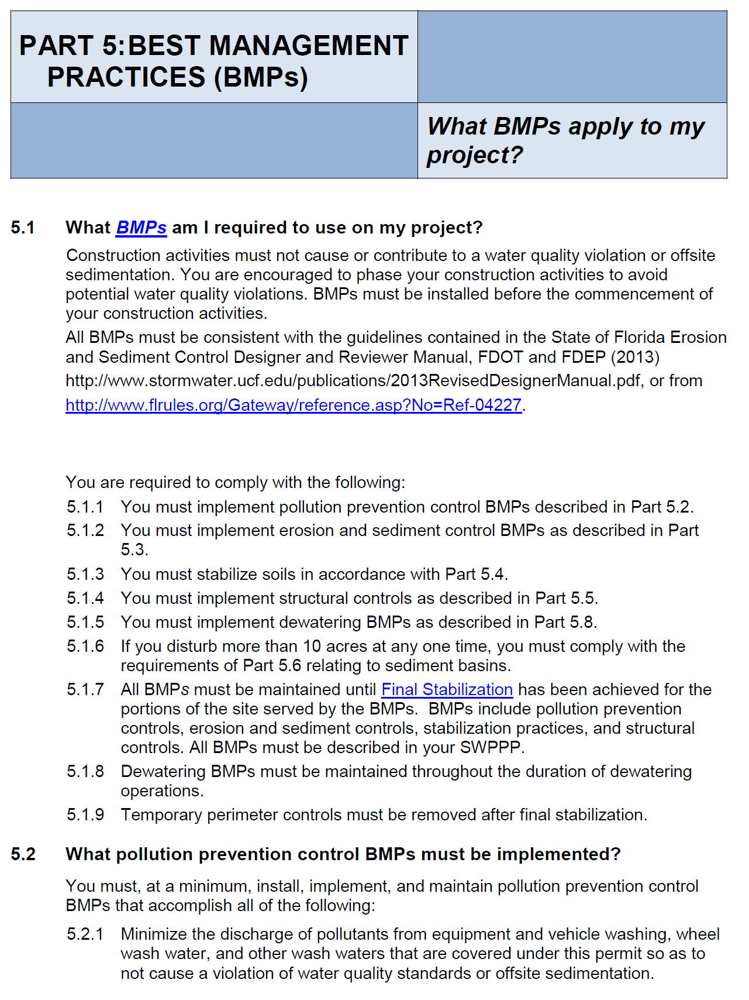 PART 5: BEST MANAGEMENT
PRACTICES (BMPs)
What BMPs apply to my
project?
5.1 What BMPs am I required to use on my project?
Construction activities must not cause or contribute to a water quality violation or offsite
sedimentation. You are encouraged to phase your construction activities to avoid
potential water quality violations. BMPs must be installed before the commencement of
your construction activities.
All BMPs must be consistent with the guidelines contained in the State of Florida Erosion
and Sediment Control Designer and Reviewer Manual, FDOT and FDEP (2013)
http://www.stormwater.ucf.edu/publications/2013RevisedDesignerManual.pdf, or from
http://www.flrules.org/Gateway/reference.asp?No=Ref-04227.
You are required to comply with the following:
5.1.1 You must implement pollution prevention control BMPs described in Part 5.2.
5.1.2 You must implement erosion and sediment control BMPs as described in Part
5.3.
5.1.3 You must stabilize soils in accordance with Part 5.4.
5.1.4 You must implement structural controls as described in Part 5.5.
5.1.5 You must implement dewatering BMPs as described in Part 5.8.
5.1.6 If you disturb more than 10 acres at any one time, you must comply with the
requirements of Part 5.6 relating to sediment basins.
5.1.7 All BMPs must be maintained until Final Stabilization has been achieved for the
portions of the site served by the BMPs. BMPs include pollution prevention
controls, erosion and sediment controls, stabilization practices, and structural
controls. All BMPs must be described in your SWPPP.
5.1.8 Dewatering BMPs must be maintained throughout the duration of dewatering
operations.
5.1.9 Temporary perimeter controls must be removed after final stabilization.
5.2 What pollution prevention control BMPs must be implemented?
You must, at a minimum, install, implement, and maintain pollution prevention control
BMPs that accomplish all of the following:
5.2.1 Minimize the discharge of pollutants from equipment and vehicle washing, wheel
wash water, and other wash waters that are covered under this permit so as to
not cause a violation of water quality standards or offsite sedimentation.